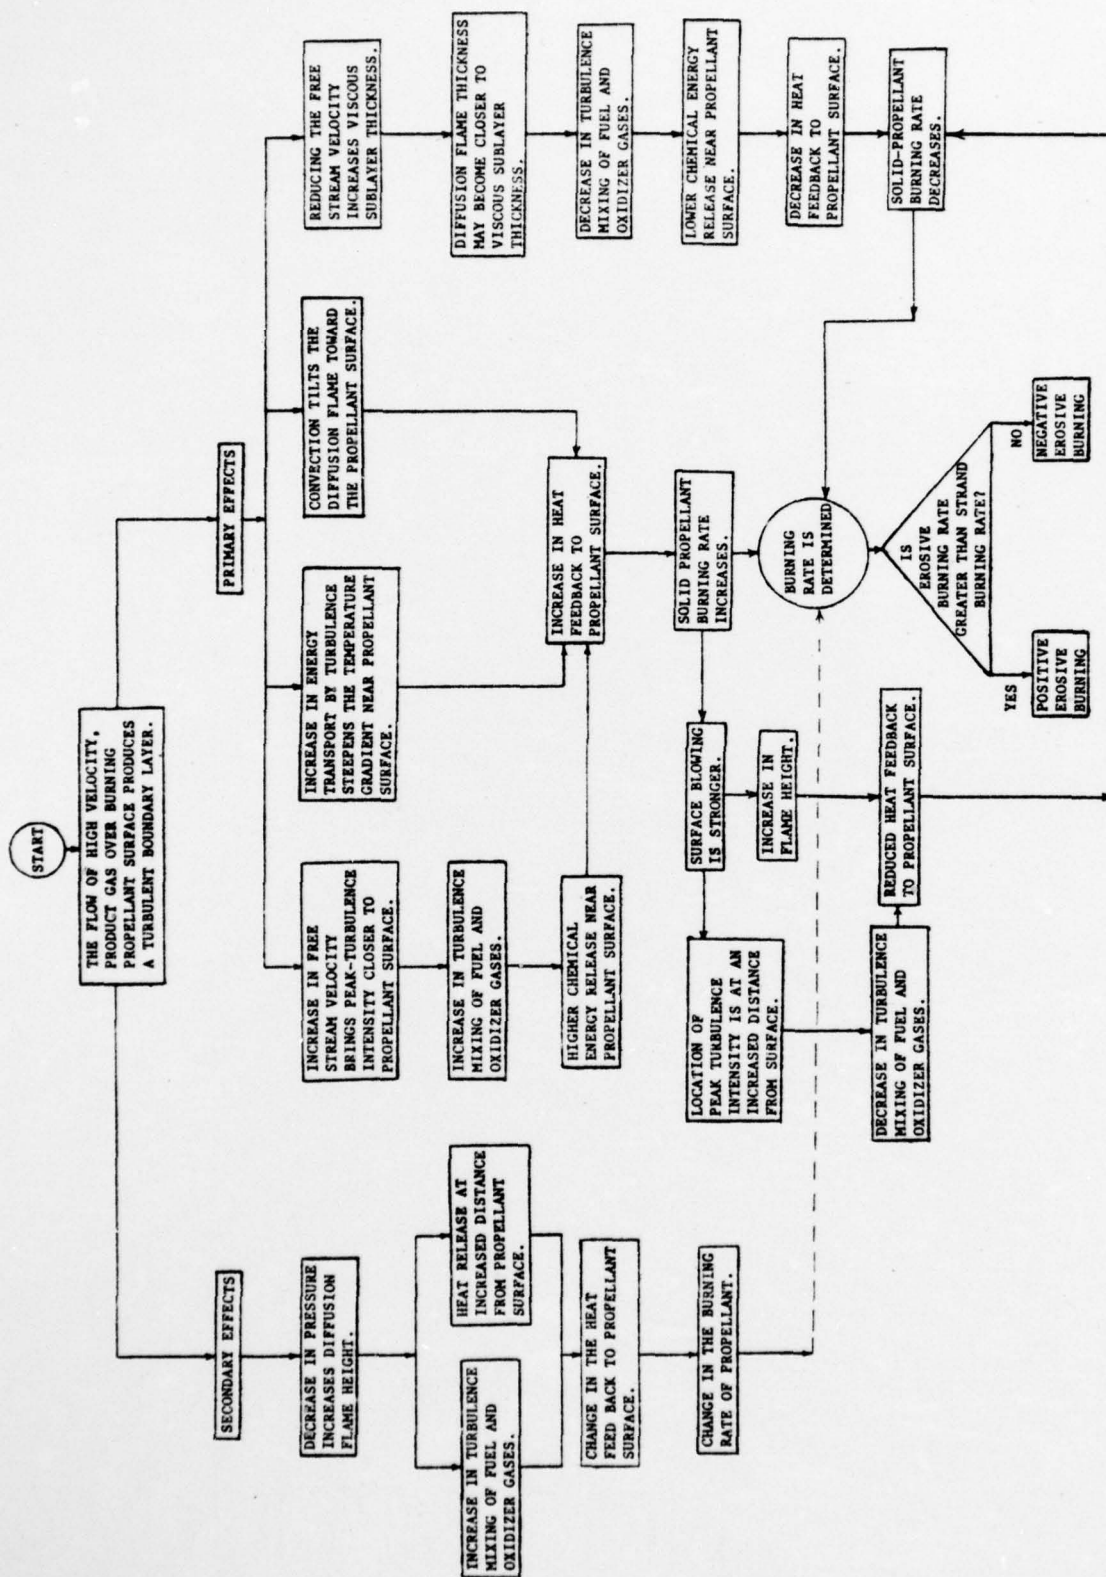 START
THE FLOW OF HIGH VELOCITY,
PRODUCT GAS OVER BURNING
PROPELLANT SURFACE PRODUCES
A TURBULENT BOUNDARY LAYER.
SECONDARY EFFECTS
DECREASE IN PRESSURE
INCREASES DIFFUSION
FLAME HEIGHT.
INCREASE IN TURBULENCE
MIXING OF FUEL AND
OXIDIZER GASES.
HEAT RELEASE AT
INCREASED DISTANCE
FROM PROPELLANT
SURFACE.
CHANGE IN THE HEAT
FEED BACK TO PROPELLANT
SURFACE.
CHANGE IN THE BURNING
RATE OF PROPELLANT.
PRIMARY EFFECTS
INCREASE IN FREE
STREAM VELOCITY
BRINGS PEAK-TURBULENCE
INTENSITY CLOSER TO
PROPELLANT SURFACE.
INCREASE IN TURBULENCE
MIXING OF FUEL AND
OXIDIZER GASES.
HIGHER CHEMICAL
ENERGY RELEASE NEAR
PROPELLANT SURFACE.
INCREASE IN ENERGY
TRANSPORT BY TURBULENCE
STEEPENS THE TEMPERATURE
GRADIENT NEAR PROPELLANT
SURFACE.
CONVECTION TILTS THE
DIFFUSION FLAME TOWARD
THE PROPELLANT SURFACE.
INCREASE IN HEAT
FEEDBACK TO
PROPELLANT SURFACE.
SOLID PROPELLANT
BURNING RATE
INCREASES.
SURFACE BLOWING
IS STRONGER.
LOCATION OF
PEAK TURBULENCE
INTENSITY IS AT AN
INCREASED DISTANCE
FROM SURFACE.
DECREASE IN TURBULENCE
MIXING OF FUEL AND
OXIDIZER GASES.
INCREASE IN
FLAME HEIGHT.
REDUCED HEAT FEEDBACK
TO PROPELLANT SURFACE.
REDUCING THE FREE
STREAM VELOCITY
INCREASES VISCOUS
SUBLAYER THICKNESS.
DIFFUSION FLAME THICKNESS
MAY BECOME CLOSER TO
VISCOUS SUBLAYER
THICKNESS.
DECREASE IN TURBULENCE
MIXING OF FUEL AND
OXIDIZER GASES.
LOWER CHEMICAL ENERGY
RELEASE NEAR PROPELLANT
SURFACE.
DECREASE IN HEAT
FEEDBACK TO
PROPELLANT SURFACE.
SOLID-PROPELLANT
BURNING RATE
DECREASES.
BURNING
RATE IS
DETERMINED
IS
EROSIVE
BURNING RATE
GREATER THAN STRAND
BURNING RATE?
YES
POSITIVE
EROSIVE
BURNING
NO
NEGATIVE
EROSIVE
BURNING